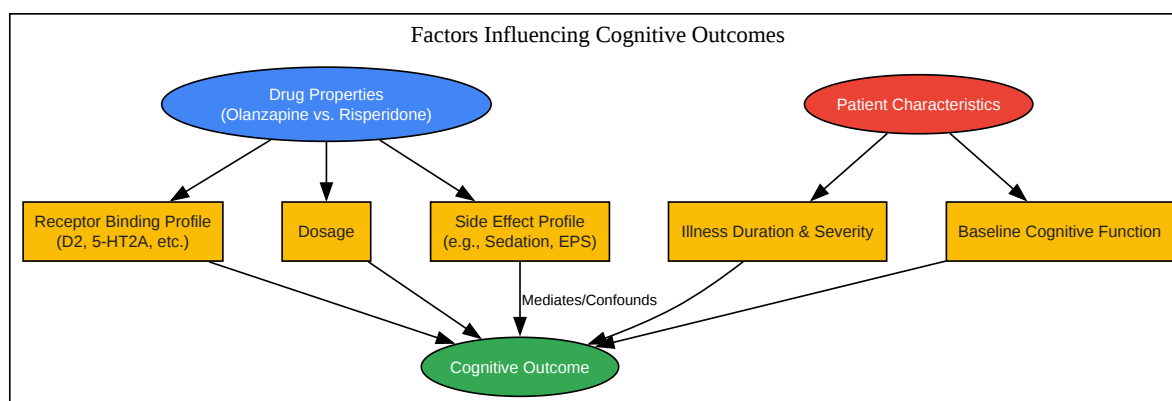 Factors Influencing Cognitive Outcomes
Drug Properties
(Olanzapine vs. Risperidone)
Patient Characteristics
Receptor Binding Profile
(D2, 5-HT2A, etc.)
Dosage
Side Effect Profile
(e.g., Sedation, EPS)
Illness Duration & Severity
Baseline Cognitive Function
Mediates/Confounds
Cognitive Outcome